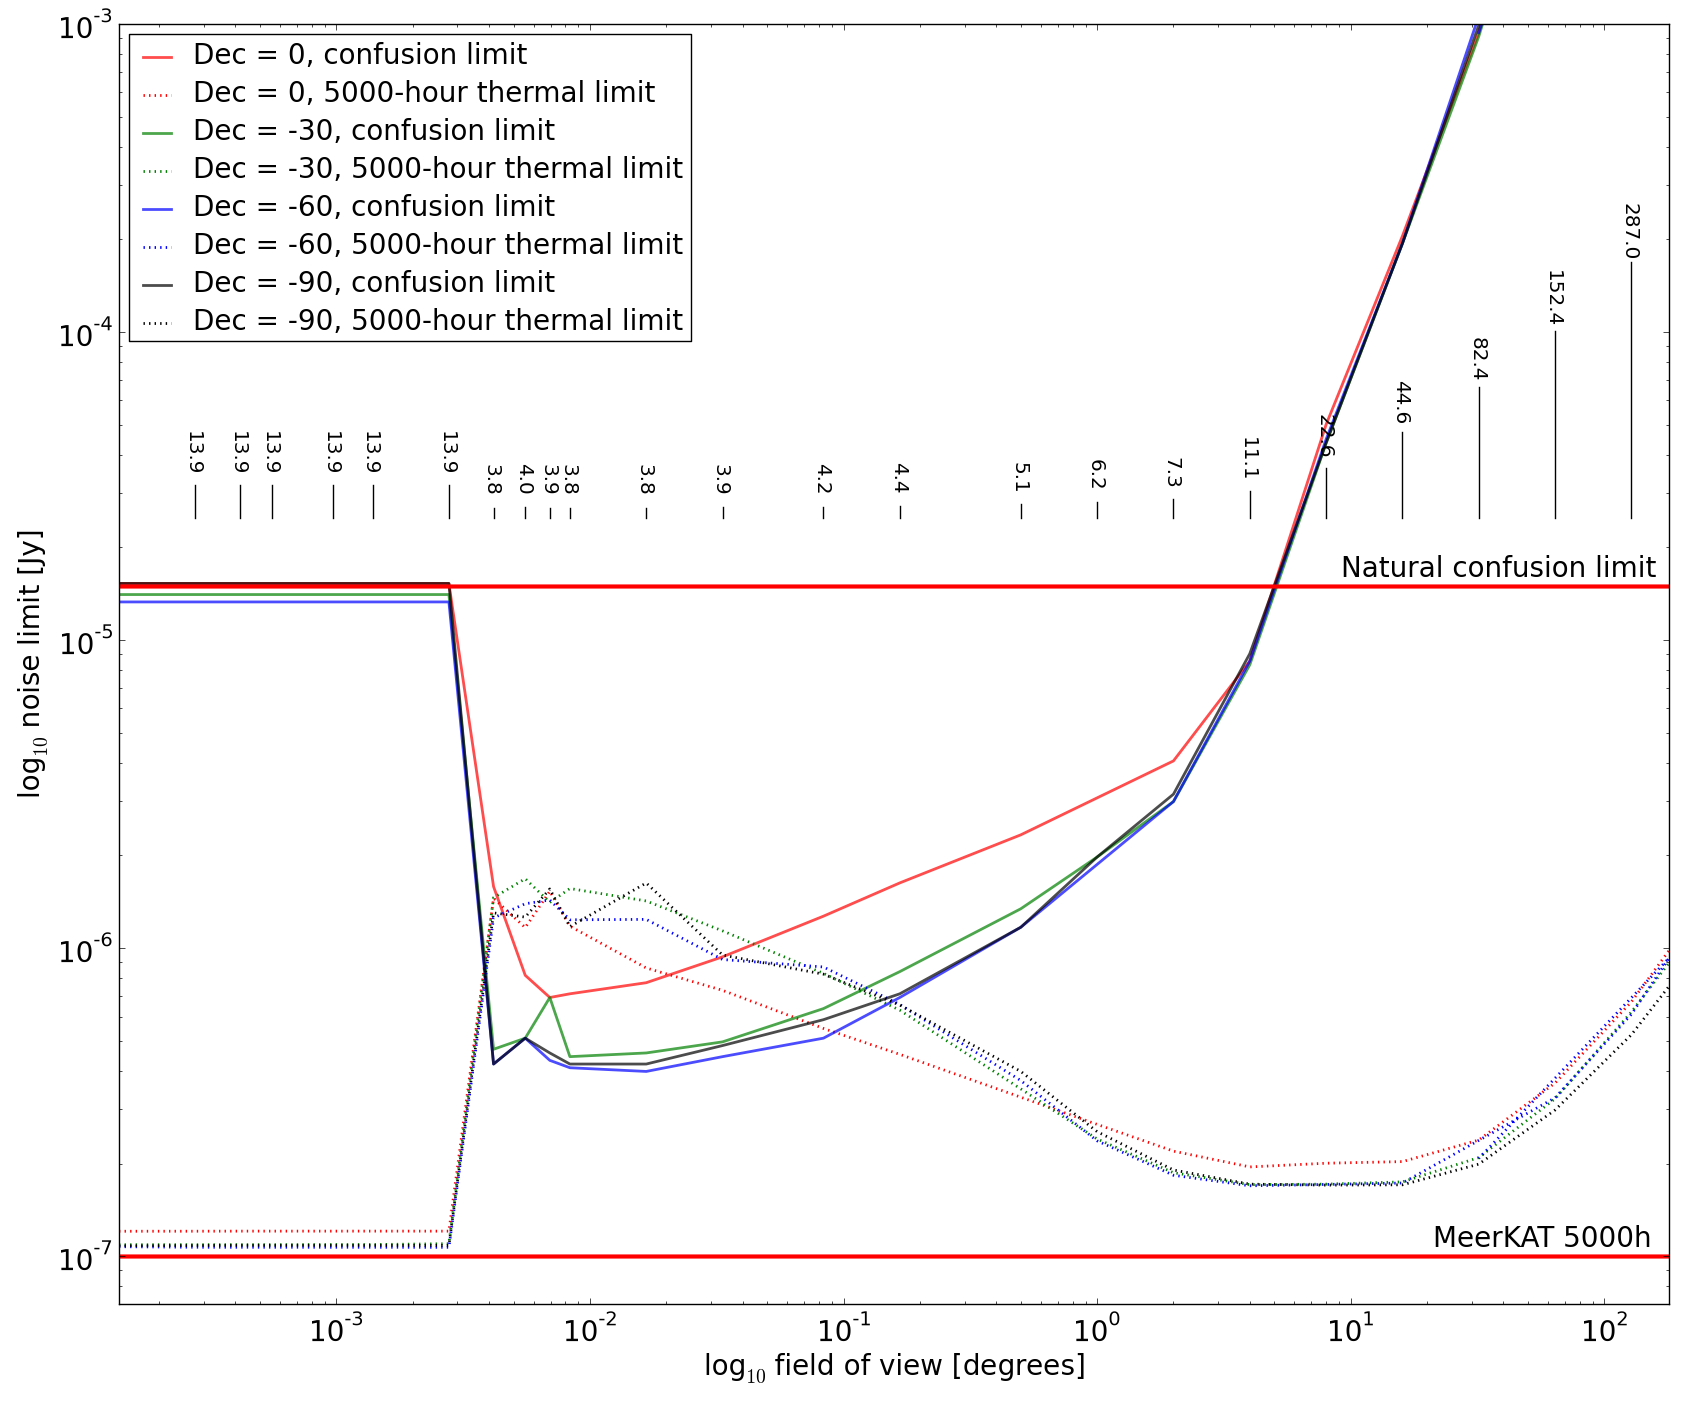 Dec = 0, confusion limit
Dec = 0, 5000-hour thermal limit
Dec = -30, confusion limit
Dec = -30, 5000-hour thermal limit
Dec = -60, confusion limit
Dec = -60, 5000-hour thermal limit
Dec = -90, confusion limit
Dec = -90, 5000-hour thermal limit
10^-3
10^-4
10^-5
10^-6
10^-7
log_10 noise limit [Jy]
13.9
13.9
13.9
13.9
13.9
13.9
3.8
4.0
3.9
3.8
3.8
3.9
4.2
4.4
5.1
6.2
7.3
11.1
22.6
44.6
82.4
152.4
287.0
Natural confusion limit
MeerKAT 5000h
10^-3
10^-2
10^-1
10^0
10^1
10^2
log_10 field of view [degrees]